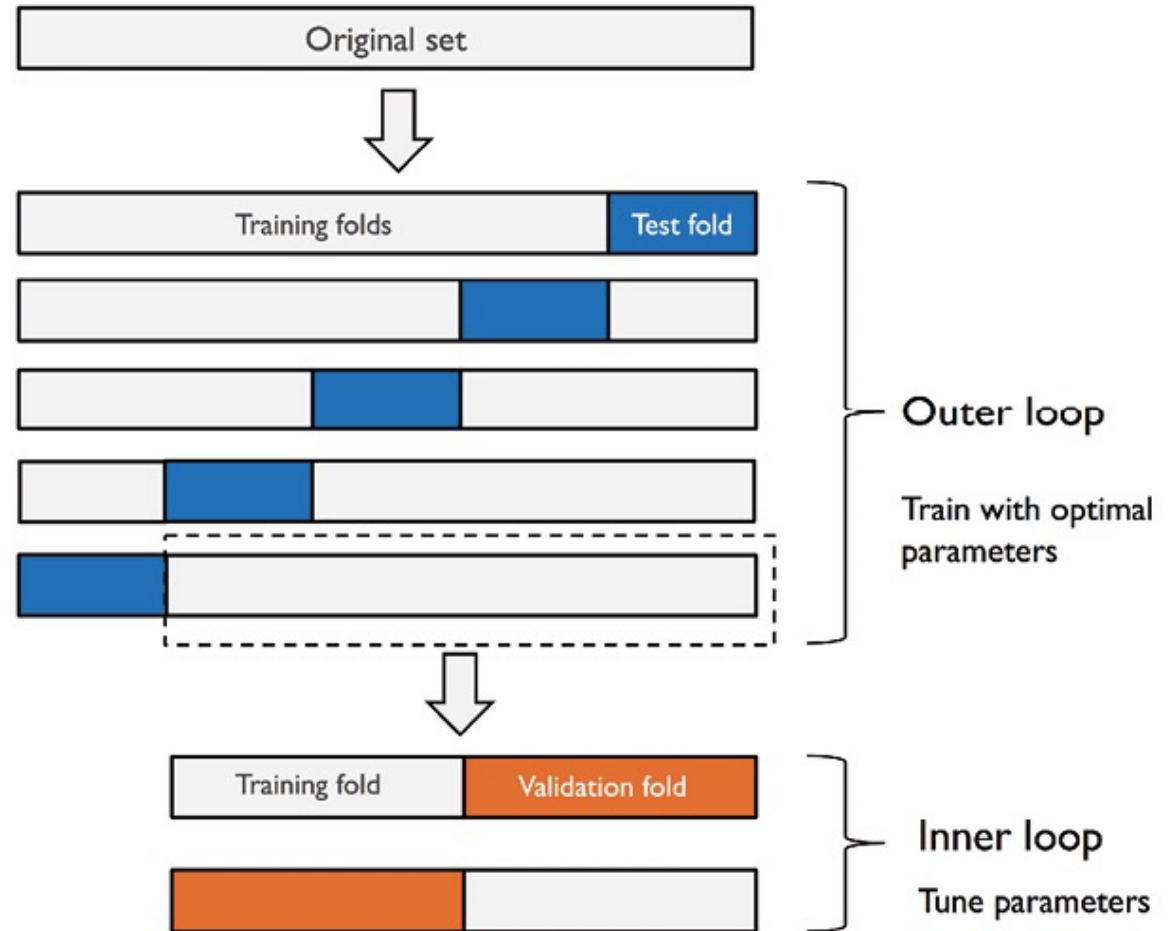 Original set
Training folds
Test fold
Outer loop
Train with optimal
parameters
Training fold
Validation fold
Inner loop
Tune parameters